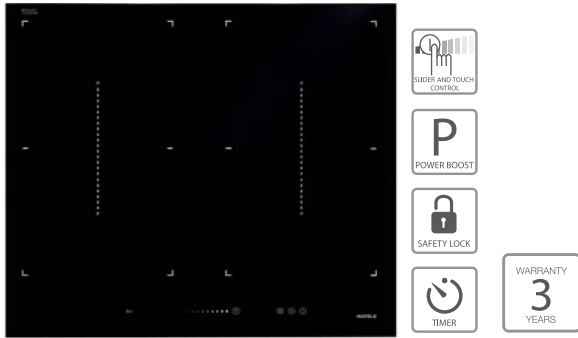 SLIDER AND TOUCH
CONTROL
P
POWER BOOST
SAFETY LOCK
TIMER
WARRANTY
3
YEARS
HAFELE